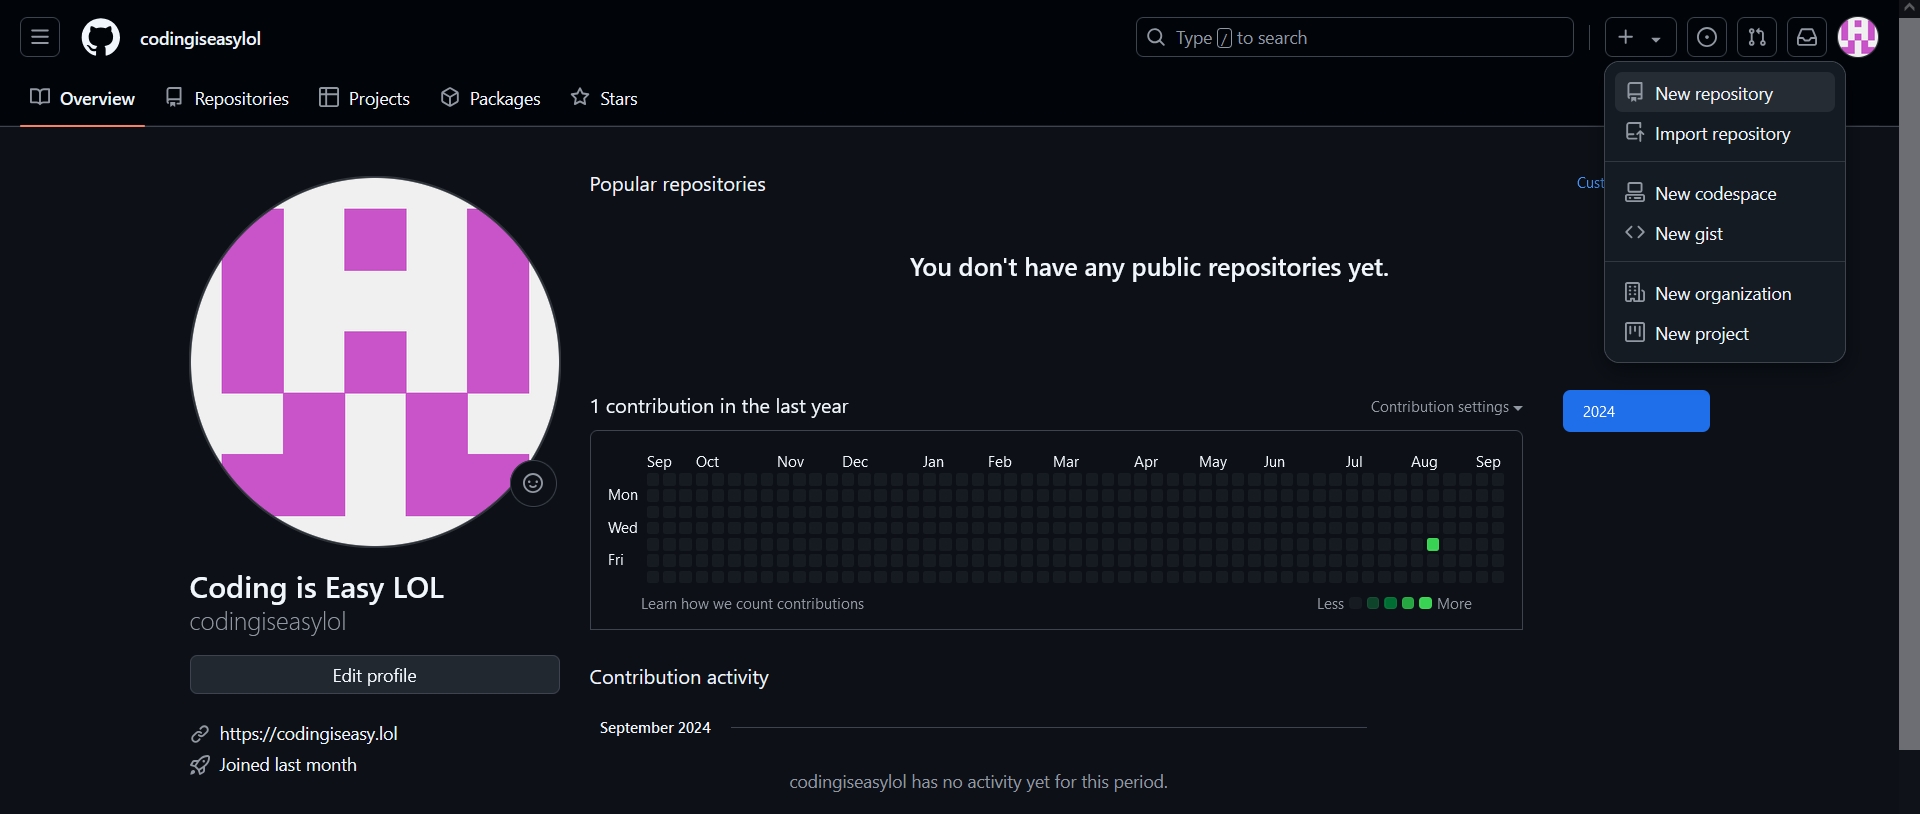 codingiseasylol
Type / to search
Overview
Repositories
Projects
Packages
Stars
New repository
Import repository
New codespace
New gist
New organization
New project
Popular repositories
Cust
You don't have any public repositories yet.
1 contribution in the last year
Contribution settings
2024
Sep Oct Nov Dec Jan Feb Mar Apr May Jun Jul Aug Sep
Mon
Wed
Fri
Learn how we count contributions
Less
More
Coding is Easy LOL
codingiseasylol
Edit profile
https://codingiseasy.lol
Joined last month
Contribution activity
September 2024
codingiseasylol has no activity yet for this period.